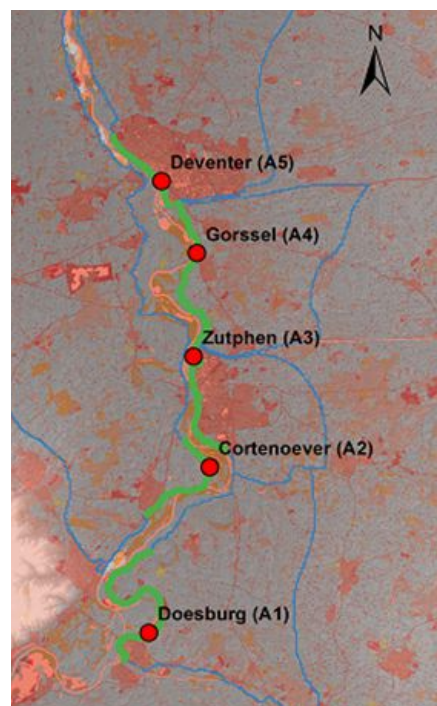 N
Deventer (A5)
Gorssel (A4)
Zutphen (A3)
Cortenoever (A2)
Doesburg (A1)